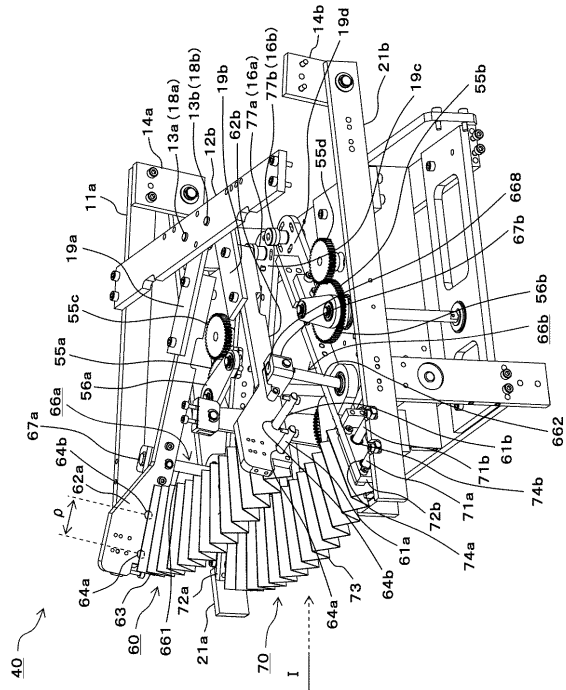 40
60
63
64a
ρ
62a
64b
67a
66a
56a
55a
55c
19a
11a
14a
13a (18a)
13b (18b)
12b
19b
62b
77a (16a)
77b (16b)
19d
14b
21b
19c
55b
55d
668
67b
56b
66b
662
61b
71b
74b
71a
72b
61a
74a
64b
73
64a
661
72a
21a
70
I